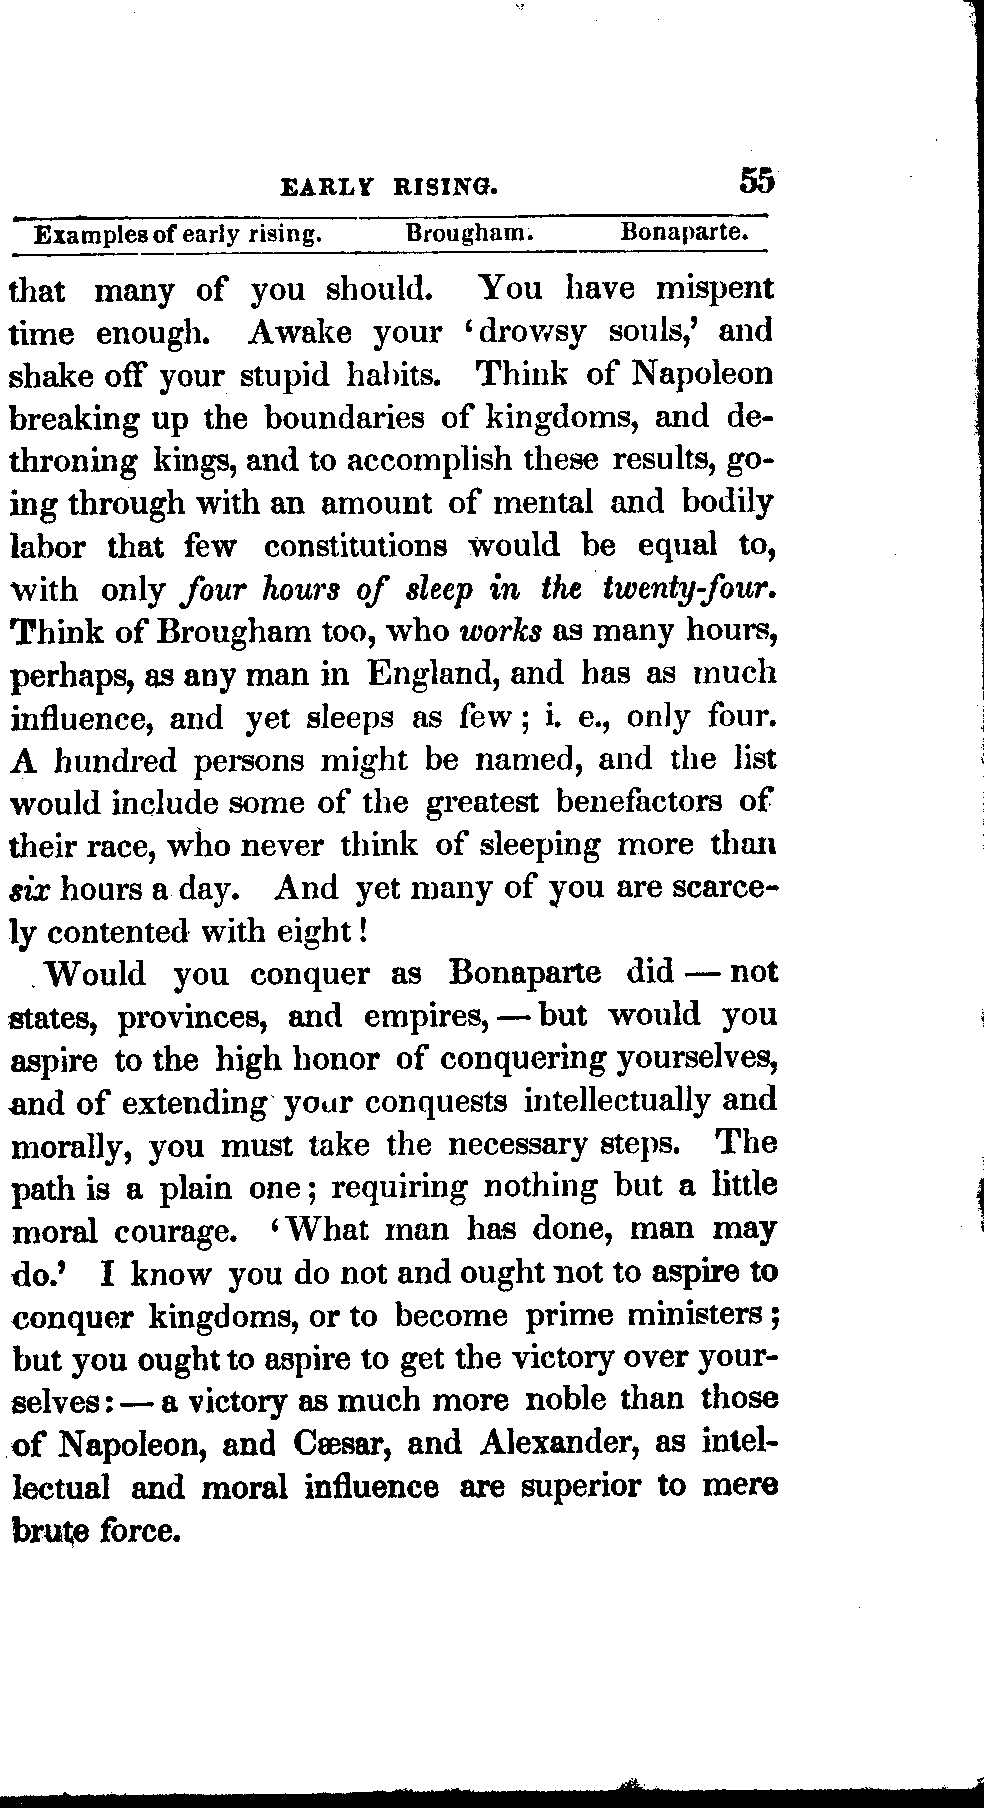 EARLY RISING. 55
Examples of early rising. Brougham. Bonaparte.
that many of you should. You have mispent
time enough. Awake your ‘drowsy souls,’ and
shake off your stupid habits. Think of Napoleon
breaking up the boundaries of kingdoms, and de-
throning kings, and to accomplish these results, go-
ing through with an amount of mental and bodily
labor that few constitutions would be equal to,
with only four hours of sleep in the twenty-four.
Think of Brougham too, who works as many hours,
perhaps, as any man in England, and has as much
influence, and yet sleeps as few; i. e., only four.
A hundred persons might be named, and the list
would include some of the greatest benefactors of
their race, who never think of sleeping more than
six hours a day. And yet many of you are scarce-
ly contented with eight!
Would you conquer as Bonaparte did — not
states, provinces, and empires, — but would you
aspire to the high honor of conquering yourselves,
and of extending your conquests intellectually and
morally, you must take the necessary steps. The
path is a plain one; requiring nothing but a little
moral courage. ‘What man has done, man may
do.’ I know you do not and ought not to aspire to
conquer kingdoms, or to become prime ministers;
but you ought to aspire to get the victory over your-
selves: — a victory as much more noble than those
of Napoleon, and Cæsar, and Alexander, as intel-
lectual and moral influence are superior to mere
brute force.